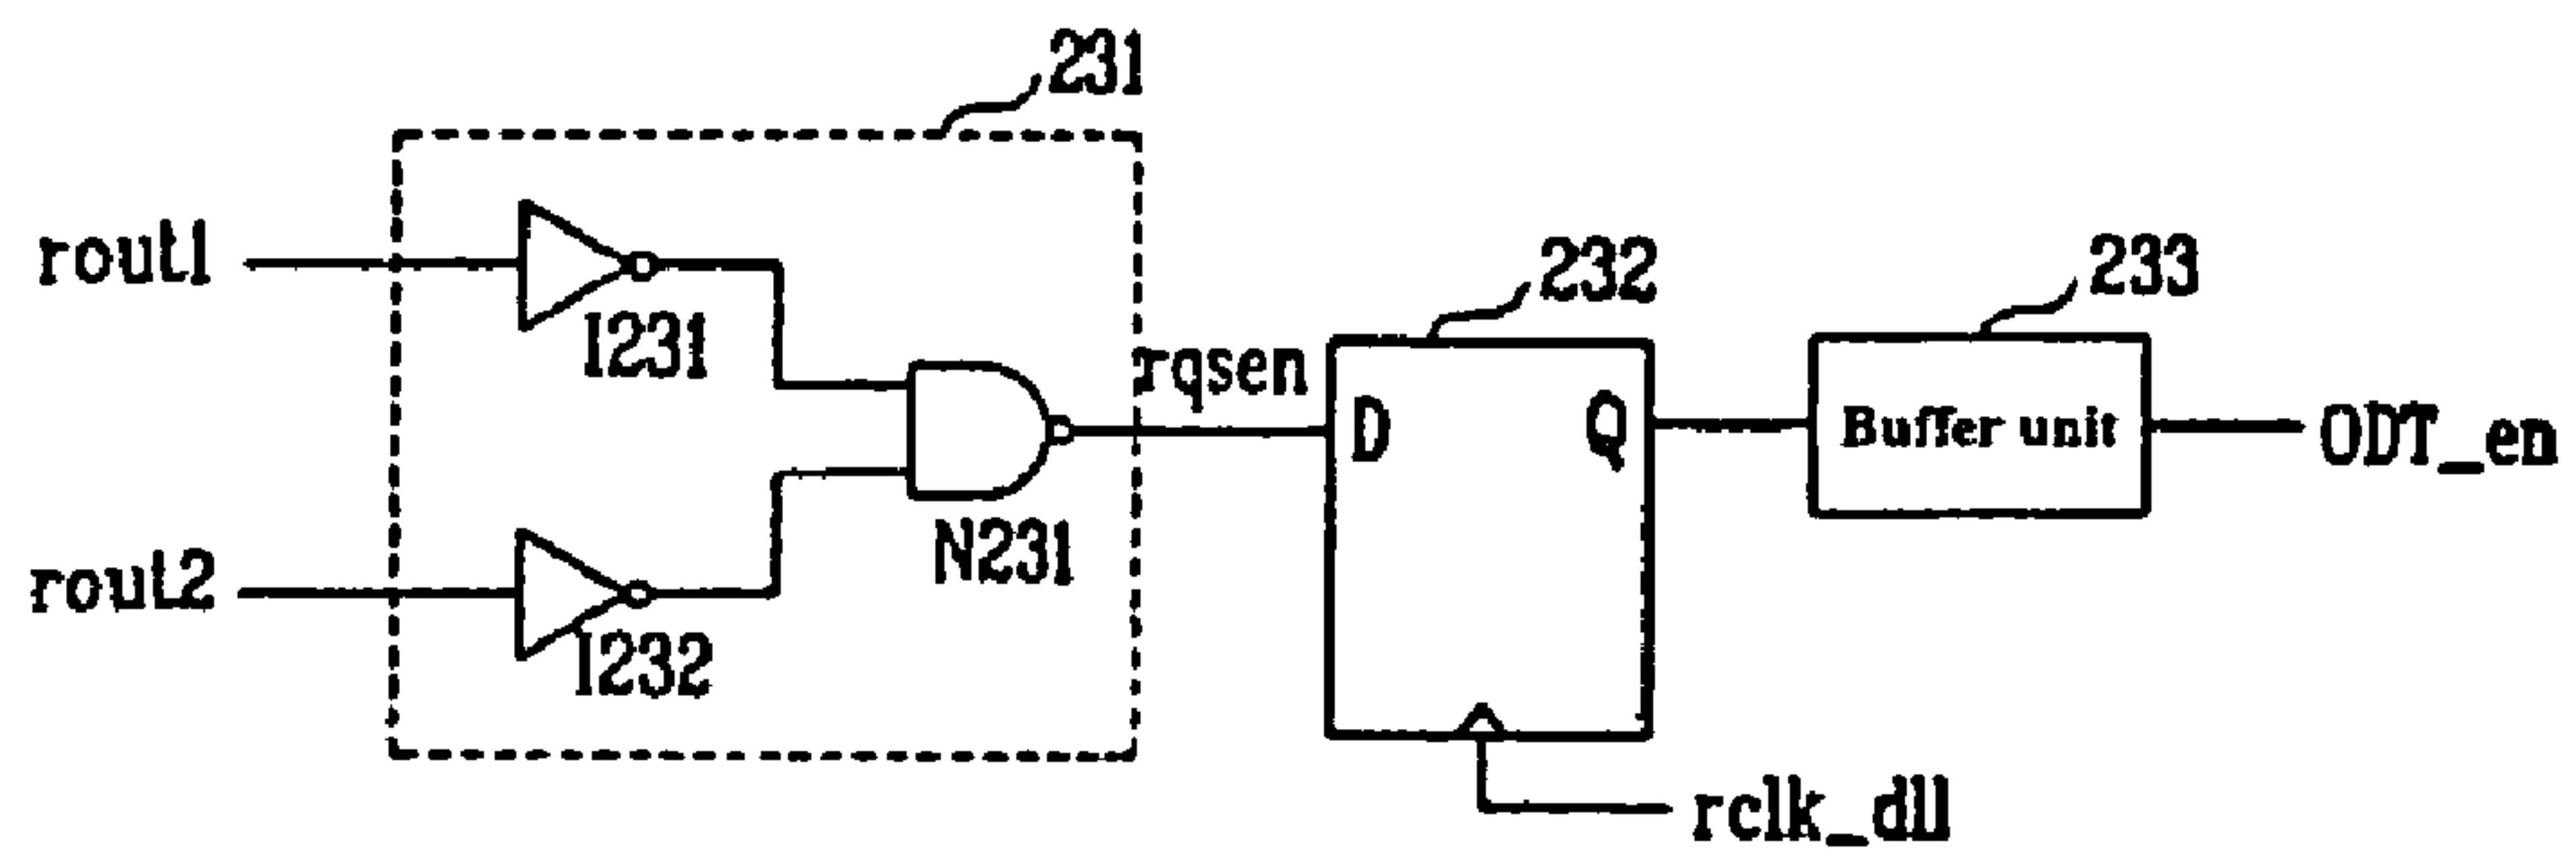 231
rout1
I231
rqsen
232
233
D
Q
Buffer unit
ODT_en
N231
rout2
I232
rclk_dll